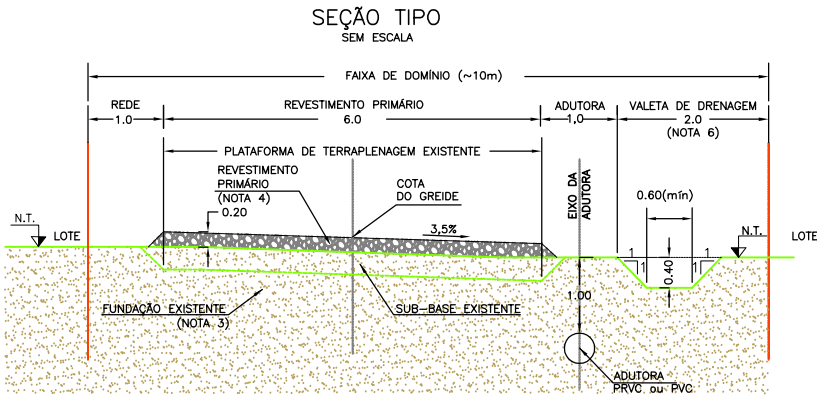 SEÇÃO TIPO
SEM ESCALA
FAIXA DE DOMÍNIO (~10m)
REDE
1.0
REVESTIMENTO PRIMÁRIO
6.0
ADUTORA
1,0
VALETA DE DRENAGEM
2.0
(NOTA 6)
PLATAFORMA DE TERRAPLENAGEM EXISTENTE
REVESTIMENTO
PRIMÁRIO
(NOTA 4)
0.20
COTA
DO GREIDE
3,5%
EIXO DA
ADUTORA
0.60(mín)
N.T.
LOTE
N.T.
LOTE
1
1
1
1
0.40
1.00
FUNDAÇÃO EXISTENTE
(NOTA 3)
SUB-BASE EXISTENTE
ADUTORA
PRVC ou PVC